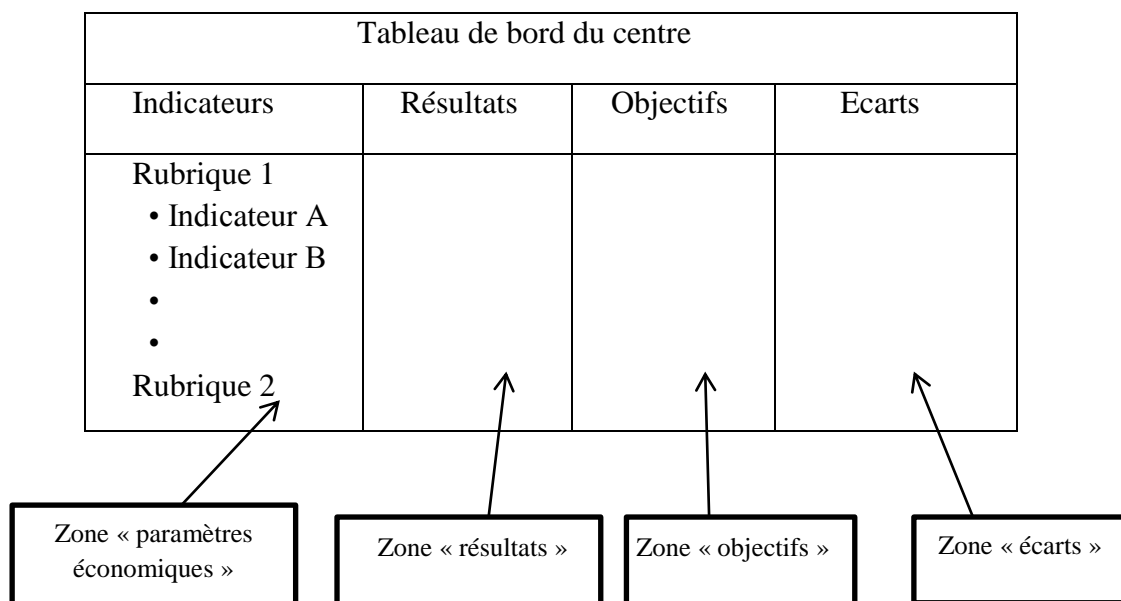 Tableau de bord du centre
Indicateurs Résultats Objectifs Ecarts
Rubrique 1
• Indicateur A
• Indicateur B
•
•
Rubrique 2
Zone « paramètres
économiques »
Zone « résultats »
Zone « objectifs »
Zone « écarts »